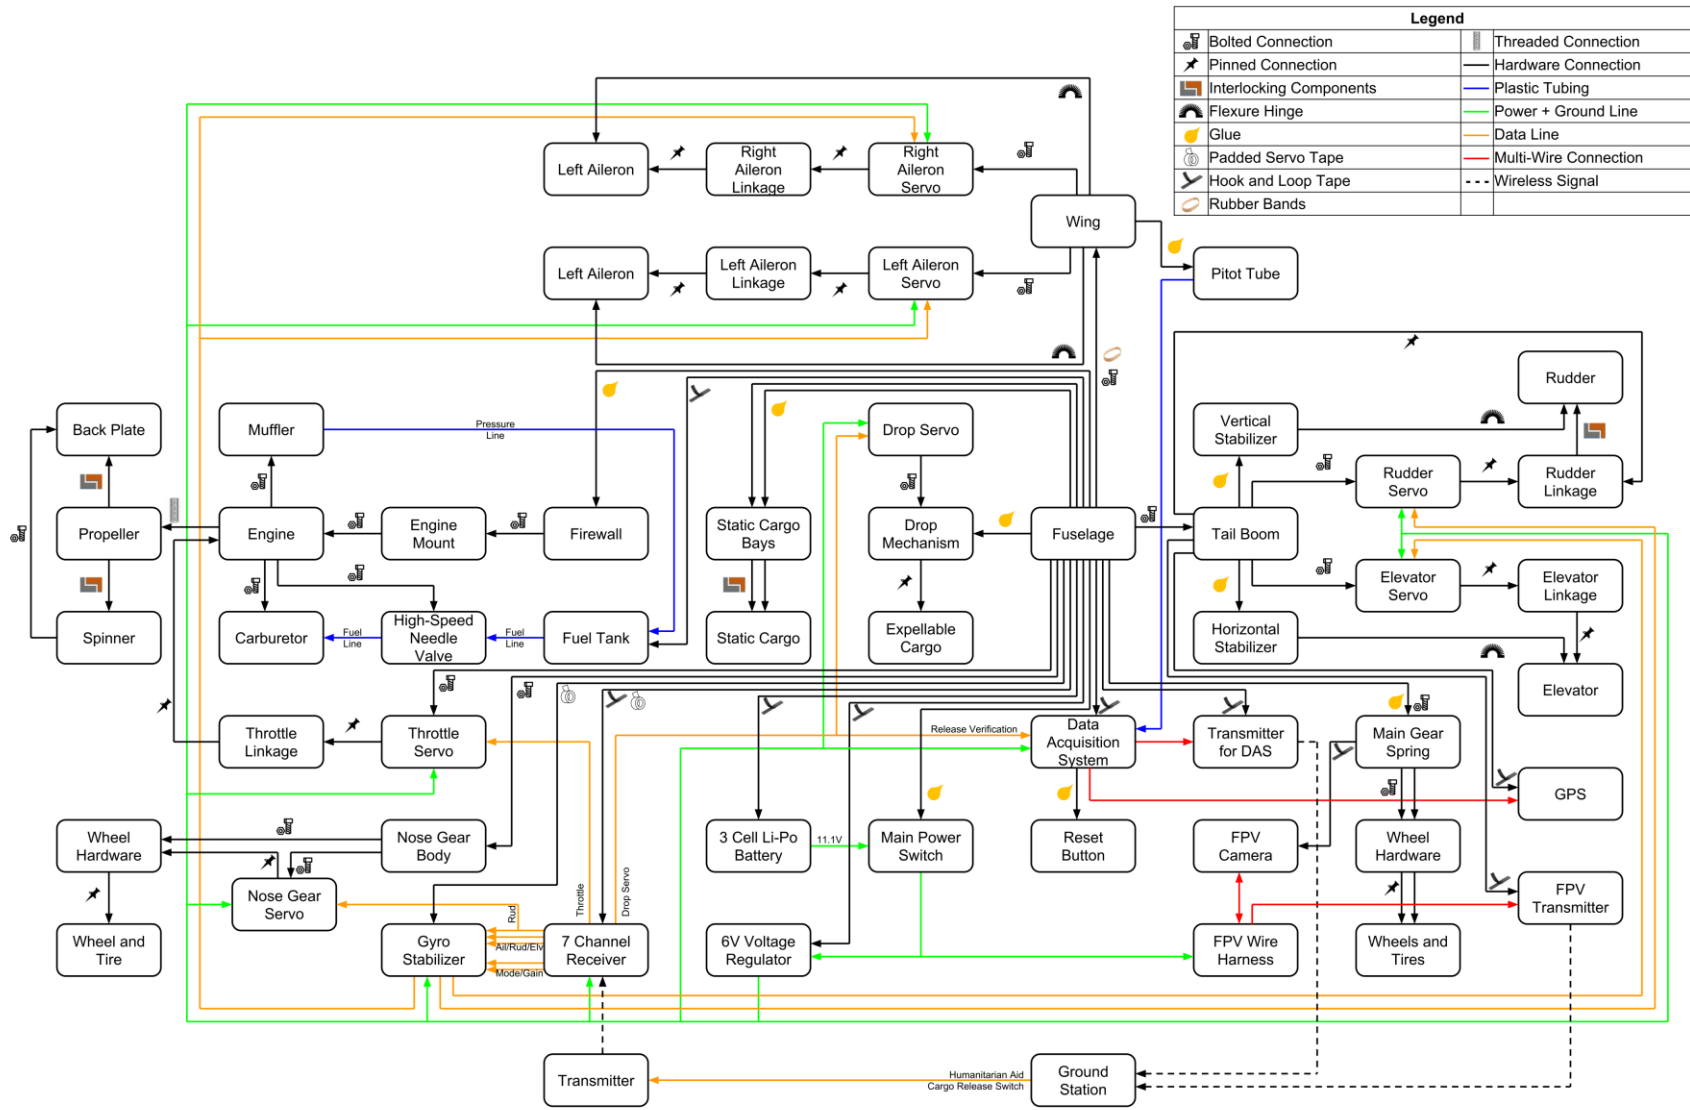 Legend
Bolted Connection
Threaded Connection
Pinned Connection
Hardware Connection
Interlocking Components
Plastic Tubing
Flexure Hinge
Power + Ground Line
Glue
Data Line
Padded Servo Tape
Multi-Wire Connection
Hook and Loop Tape
Wireless Signal
Rubber Bands
Left Aileron
Right
Aileron
Linkage
Right
Aileron
Servo
Wing
Left Aileron
Left Aileron
Linkage
Left Aileron
Servo
Pitot Tube
Rudder
Back Plate
Muffler
Pressure
Line
Drop Servo
Vertical
Stabilizer
Rudder
Servo
Rudder
Linkage
Propeller
Engine
Engine
Mount
Firewall
Static Cargo
Bays
Drop
Mechanism
Fuselage
Tail Boom
Elevator
Servo
Elevator
Linkage
Spinner
Carburetor
Fuel
Line
High-Speed
Needle
Valve
Fuel
Line
Fuel Tank
Static Cargo
Expellable
Cargo
Horizontal
Stabilizer
Elevator
Throttle
Linkage
Throttle
Servo
Release Verification
Data
Acquisition
System
Transmitter
for DAS
Main Gear
Spring
GPS
Wheel
Hardware
Nose Gear
Body
3 Cell Li-Po
Battery
11.1V
Main Power
Switch
Reset
Button
FPV
Camera
Wheel
Hardware
Nose Gear
Servo
Rud
Throttle
Drop Servo
FPV
Transmitter
Wheel and
Tire
Gyro
Stabilizer
Ail/Rud/Elv
Mode/Gain
7 Channel
Receiver
6V Voltage
Regulator
FPV Wire
Harness
Wheels and
Tires
Transmitter
Humanitarian Aid
Cargo Release Switch
Ground
Station